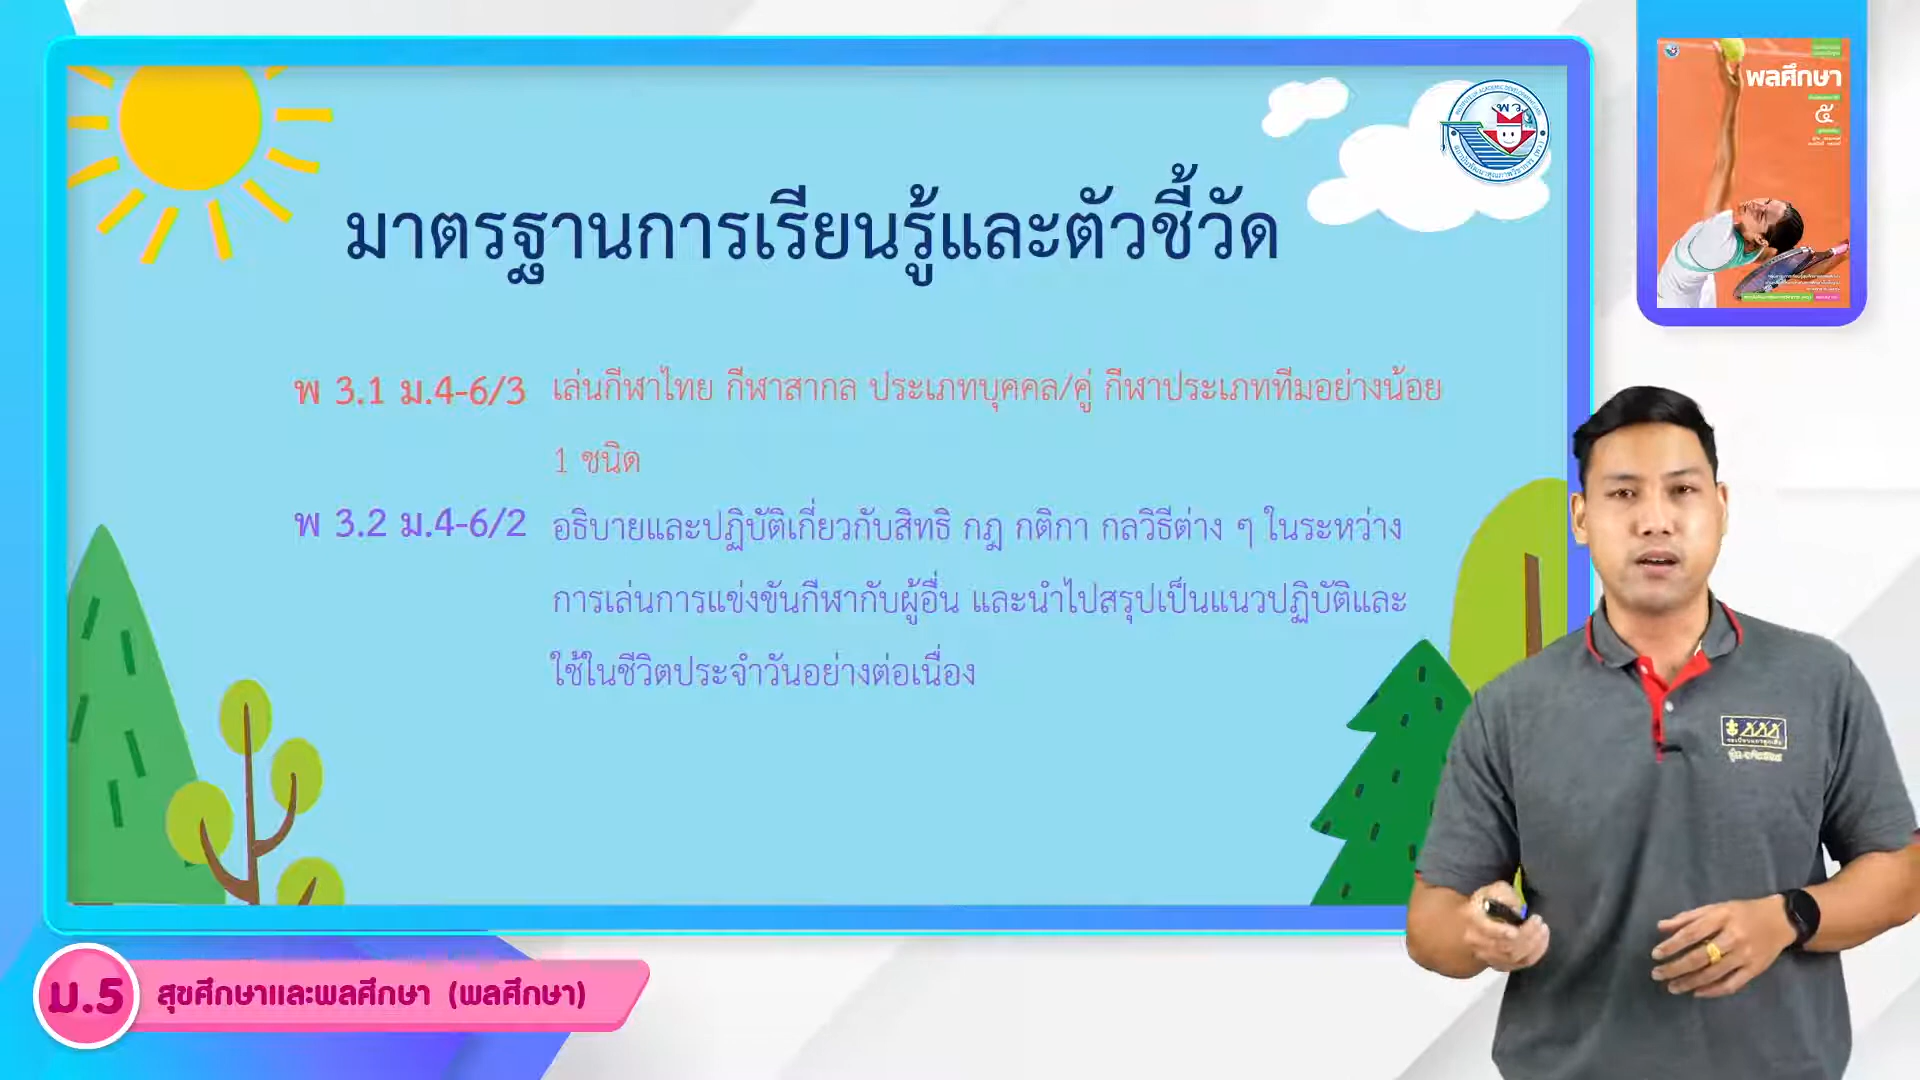 มาตรฐานการเรียนรู้และตัวชี้วัด
พ 3.1 ม.4-6/3 เล่นกีฬาไทย กีฬาสากล ประเภทบุคคล/คู่ กีฬาประเภททีมอย่างน้อย
1 ชนิด
พ 3.2 ม.4-6/2 อธิบายและปฏิบัติเกี่ยวกับสิทธิ กฎ กติกา กลวิธีต่าง ๆ ในระหว่าง
การเล่นการแข่งขันกีฬากับผู้อื่น และนำไปสรุปเป็นแนวปฏิบัติและ
ใช้ในชีวิตประจำวันอย่างต่อเนื่อง
พว.
พลศึกษา
๕
ม.5 สุขศึกษาและพลศึกษา (พลศึกษา)